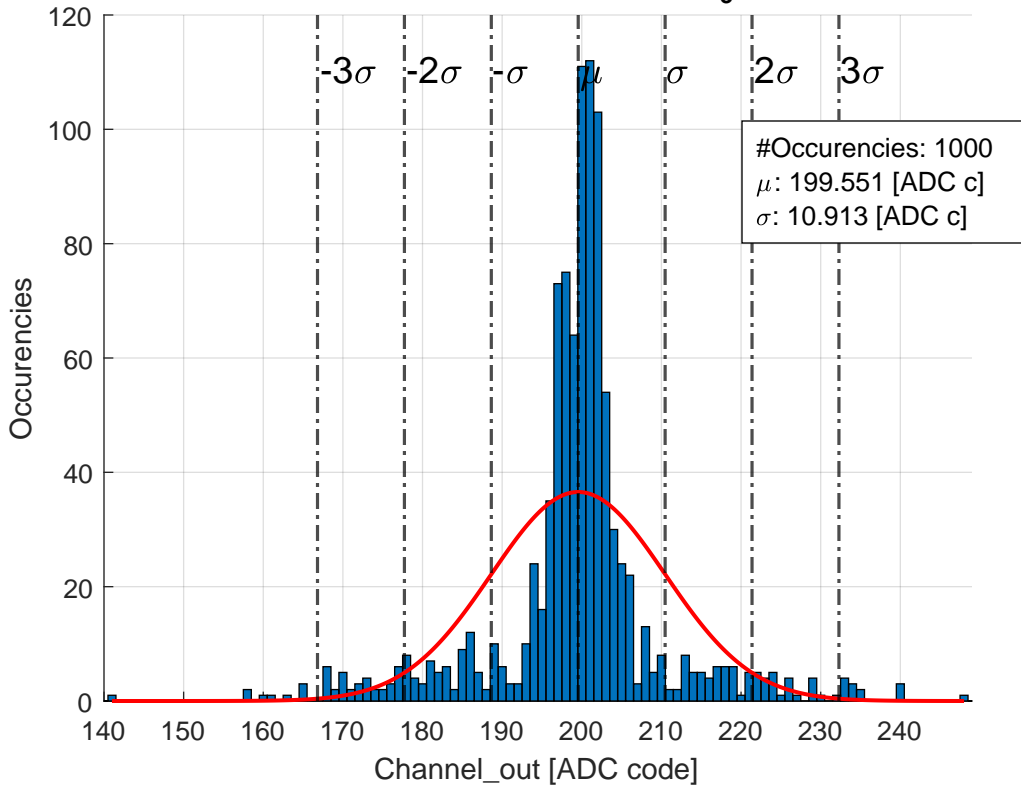 120
100
80
60
40
20
0
-3σ -2σ -σ μ σ 2σ 3σ
#Occurencies: 1000
μ: 199.551 [ADC c]
σ: 10.913 [ADC c]
Occurencies
140 150 160 170 180 190 200 210 220 230 240
Channel_out [ADC code]